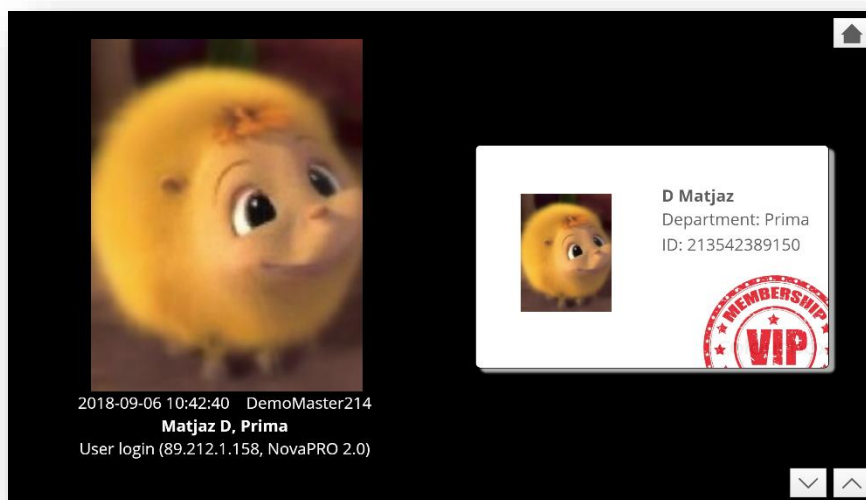 2018-09-06 10:42:40 DemoMaster214
Matjaz D, Prima
User login (89.212.1.158, NovaPRO 2.0)
D Matjaz
Department: Prima
ID: 213542389150
MEMBERSHIP
VIP